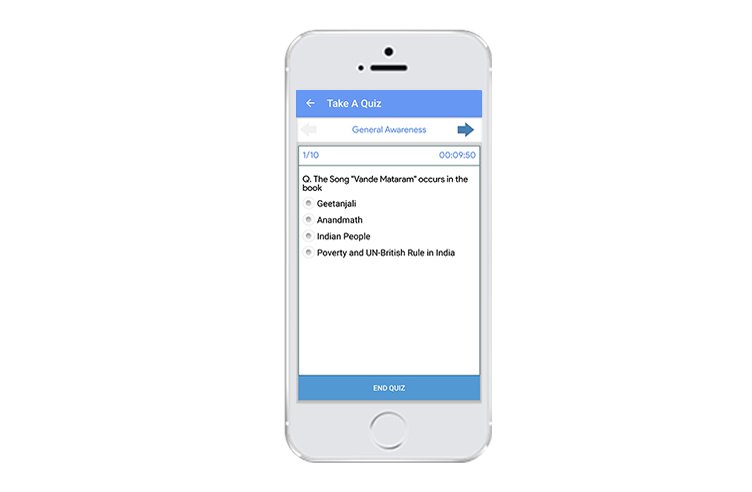 Take A Quiz
General Awareness
1/10 00:09:50
Q. The Song "Vande Mataram" occurs in the
book
Geetanjali
Anandmath
Indian People
Poverty and UN-British Rule in India
END QUIZ